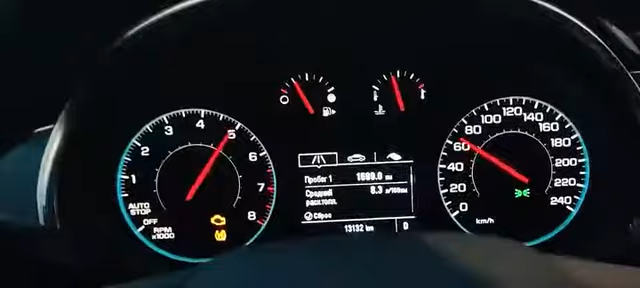 1 2 3 4 5 6 7 8
AUTO
STOP
OFF
RPM
x1000
Пробег 1 1599.0
Средний 8.3 л/100км
расх.топл.
Сброс
13132 km
0 20 40 60 80 100 120 140 160 180 200 220 240
km/h